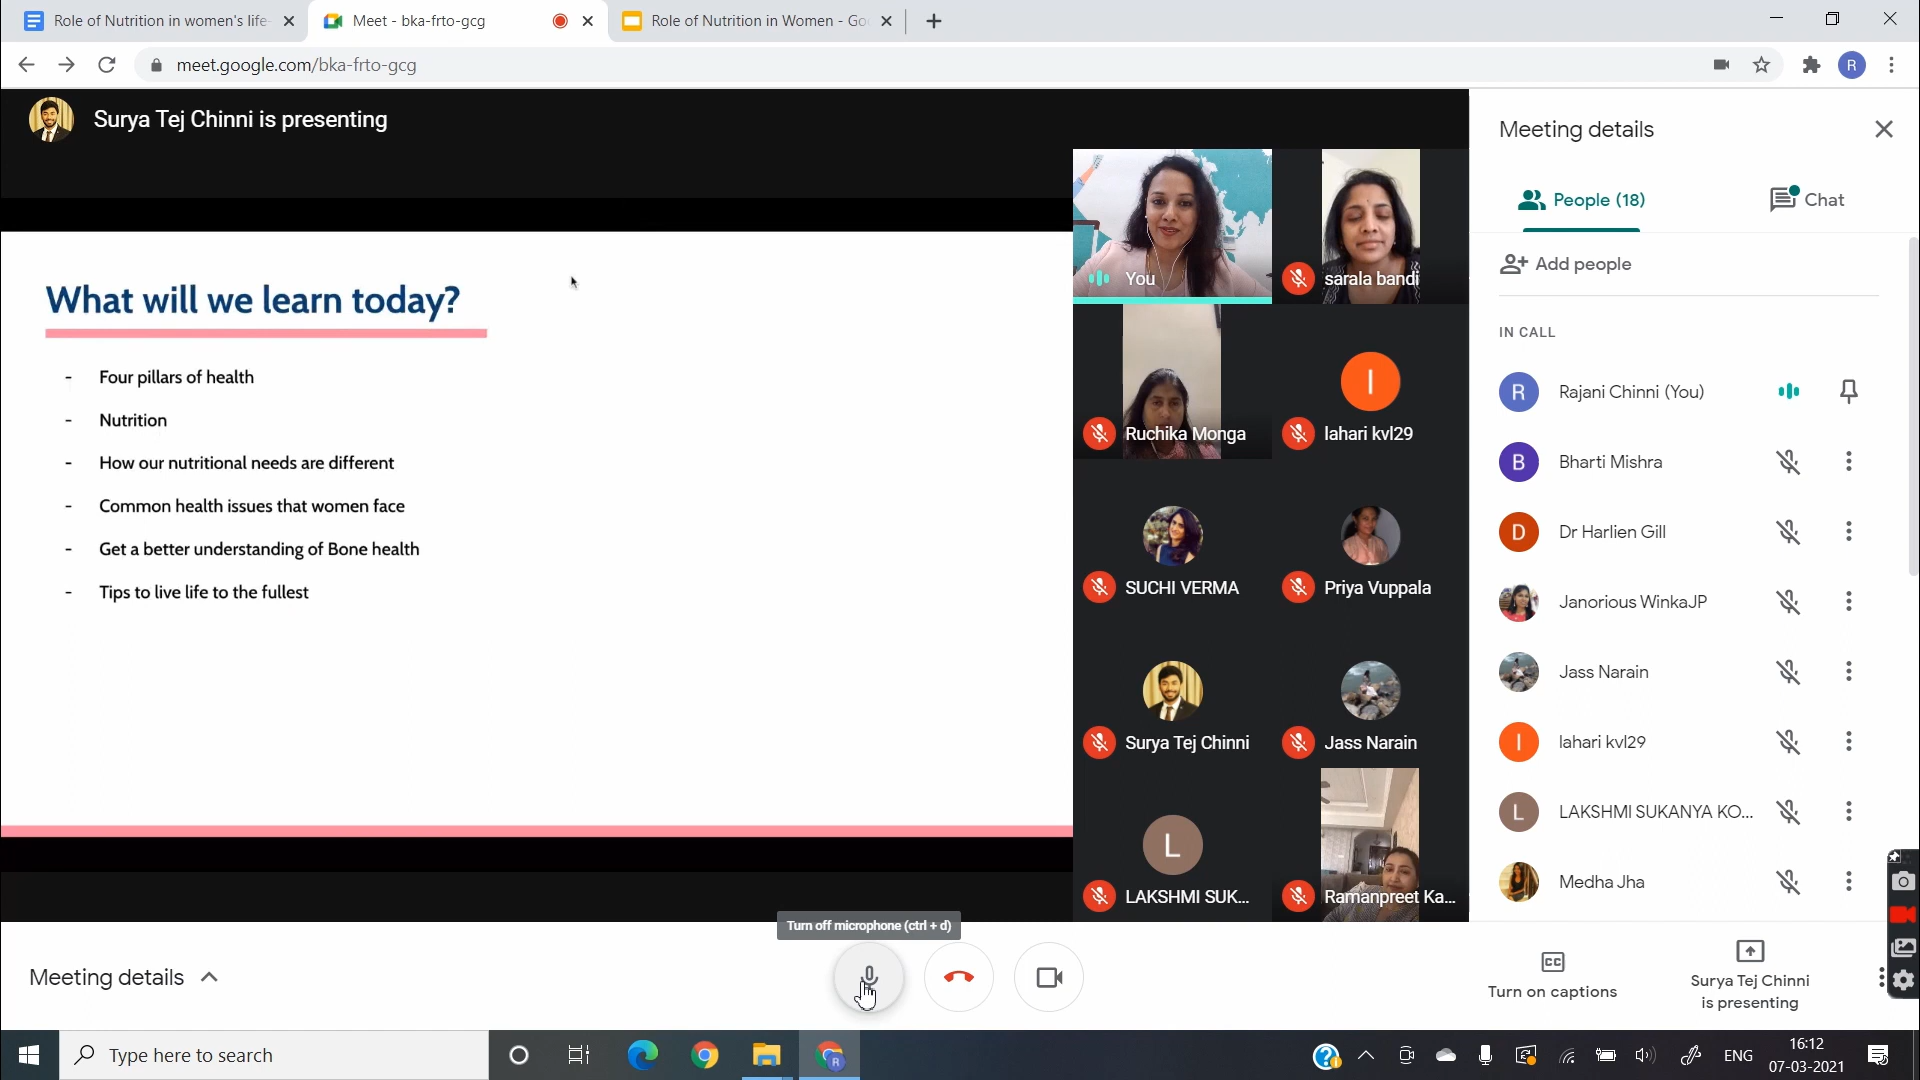 Role of Nutrition in women's life-
Meet - bka-frto-gcg
Role of Nutrition in Women - Goo
meet.google.com/bka-frto-gcg
R
Surya Tej Chinni is presenting
What will we learn today?
- Four pillars of health
- Nutrition
- How our nutritional needs are different
- Common health issues that women face
- Get a better understanding of Bone health
- Tips to live life to the fullest
You
sarala bandi
Ruchika Monga
l
lahari kvl29
SUCHI VERMA
Priya Vuppala
Surya Tej Chinni
Jass Narain
L
LAKSHMI SUK...
Ramanpreet Ka...
Meeting details
People (18)
Chat
Add people
IN CALL
R Rajani Chinni (You)
B Bharti Mishra
D Dr Harlien Gill
Janorious WinkaJP
Jass Narain
l lahari kvl29
L LAKSHMI SUKANYA KO...
Medha Jha
Turn off microphone (ctrl + d)
Meeting details
CC
Turn on captions
Surya Tej Chinni
is presenting
Type here to search
R
ENG
16:12
07-03-2021